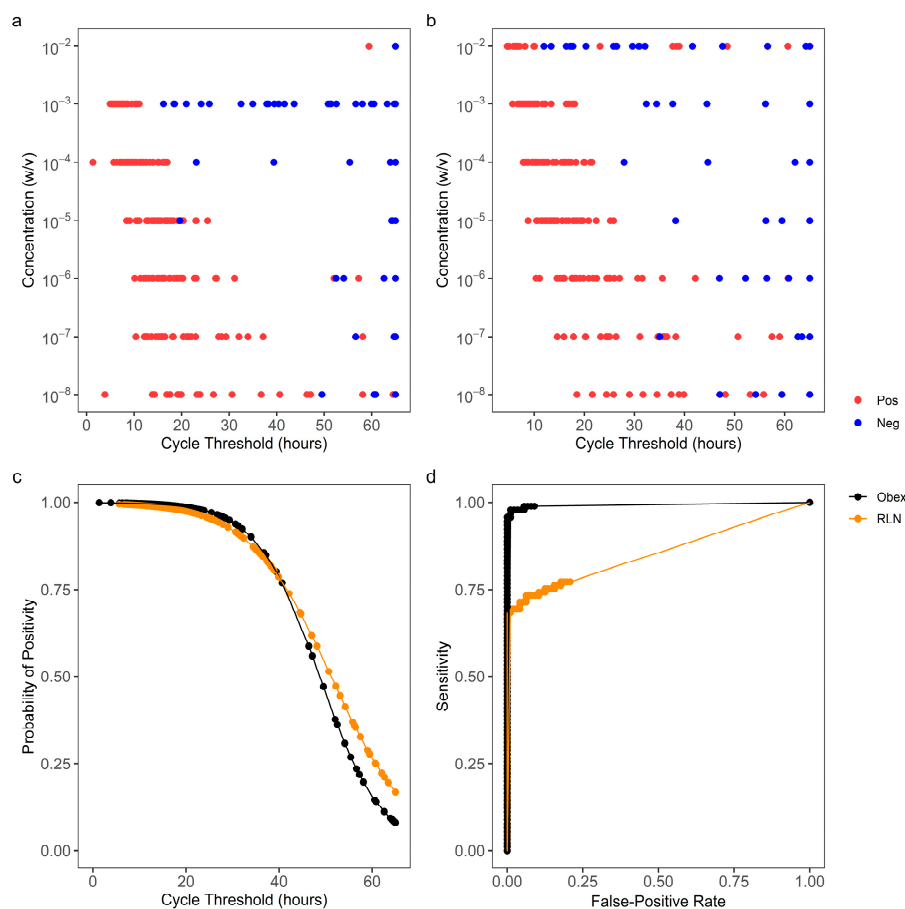 a
Concentration (w/v)
10⁻²
10⁻³
10⁻⁴
10⁻⁵
10⁻⁶
10⁻⁷
10⁻⁸
0 10 20 30 40 50 60
Cycle Threshold (hours)
b
Concentration (w/v)
10⁻²
10⁻³
10⁻⁴
10⁻⁵
10⁻⁶
10⁻⁷
10⁻⁸
10 20 30 40 50 60
Cycle Threshold (hours)
Pos
Neg
c
Probability of Positivity
1.00
0.75
0.50
0.25
0.00
0 20 40 60
Cycle Threshold (hours)
d
Sensitivity
1.00
0.75
0.50
0.25
0.00
0.00 0.25 0.50 0.75 1.00
False-Positive Rate
Obex
RLN